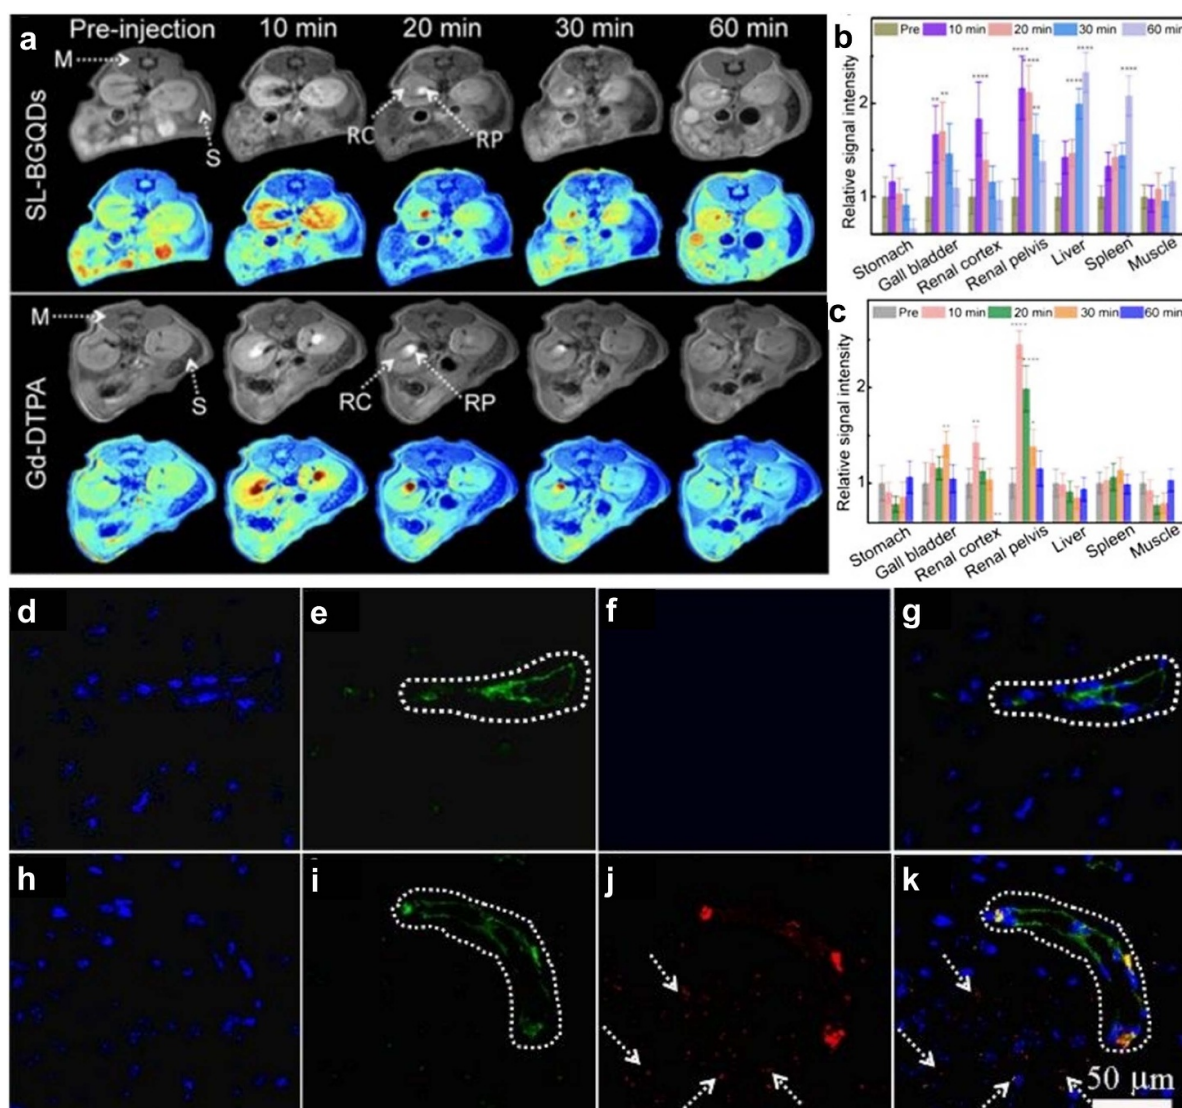 a
Pre-injection 10 min 20 min 30 min 60 min
SL-BGQDs
M
S
RC
RP
Gd-DTPA
M
S
RC
RP
b
Pre 10 min 20 min 30 min 60 min
Relative signal intensity
2
1
**
**
****
****
****
**
****
****
****
Stomach
Gall bladder
Renal cortex
Renal pelvis
Liver
Spleen
Muscle
c
Pre 10 min 20 min 30 min 60 min
Relative signal intensity
2
1
**
**
**
****
****
*
Stomach
Gall bladder
Renal cortex
Renal pelvis
Liver
Spleen
Muscle
d e f g
h i j k
50 μm